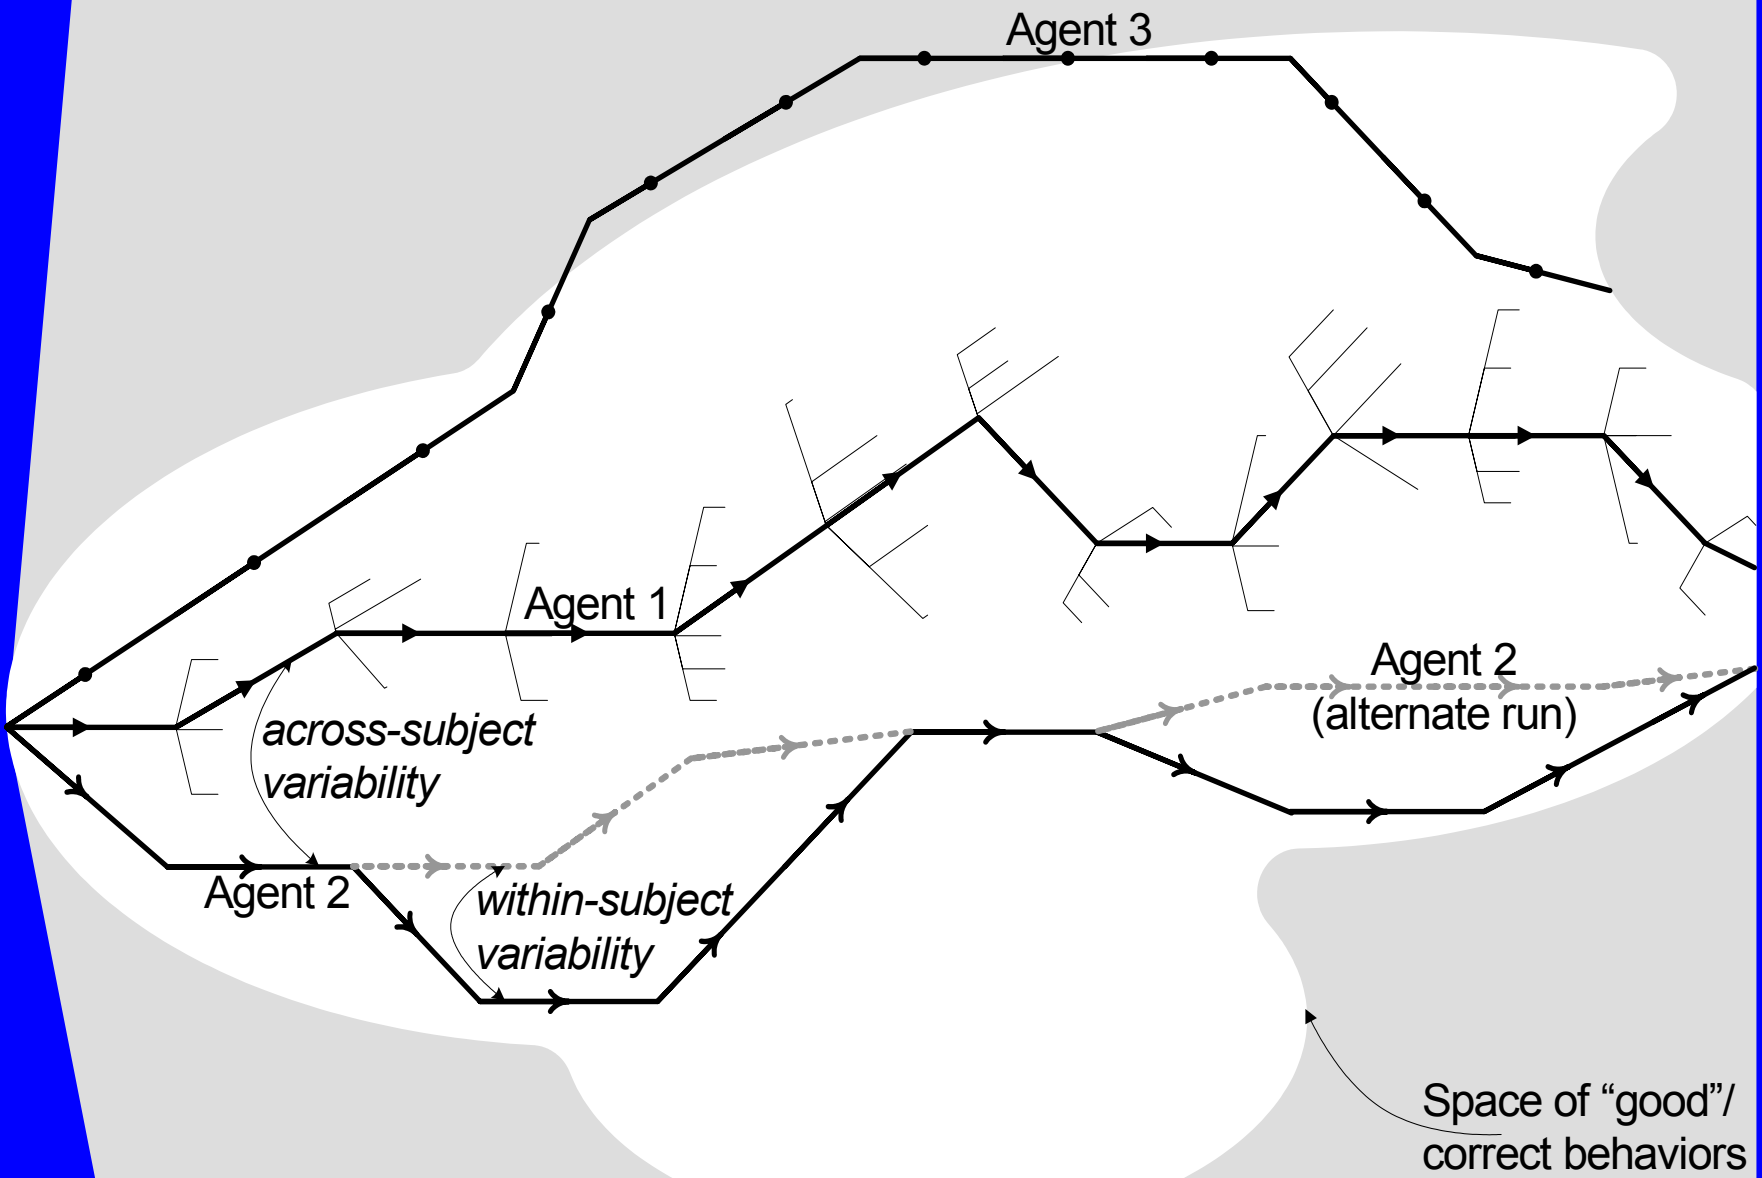 Agent 3
Agent 1
Agent 2
(alternate run)
across-subject
variability
Agent 2
within-subject
variability
Space of “good”/
correct behaviors